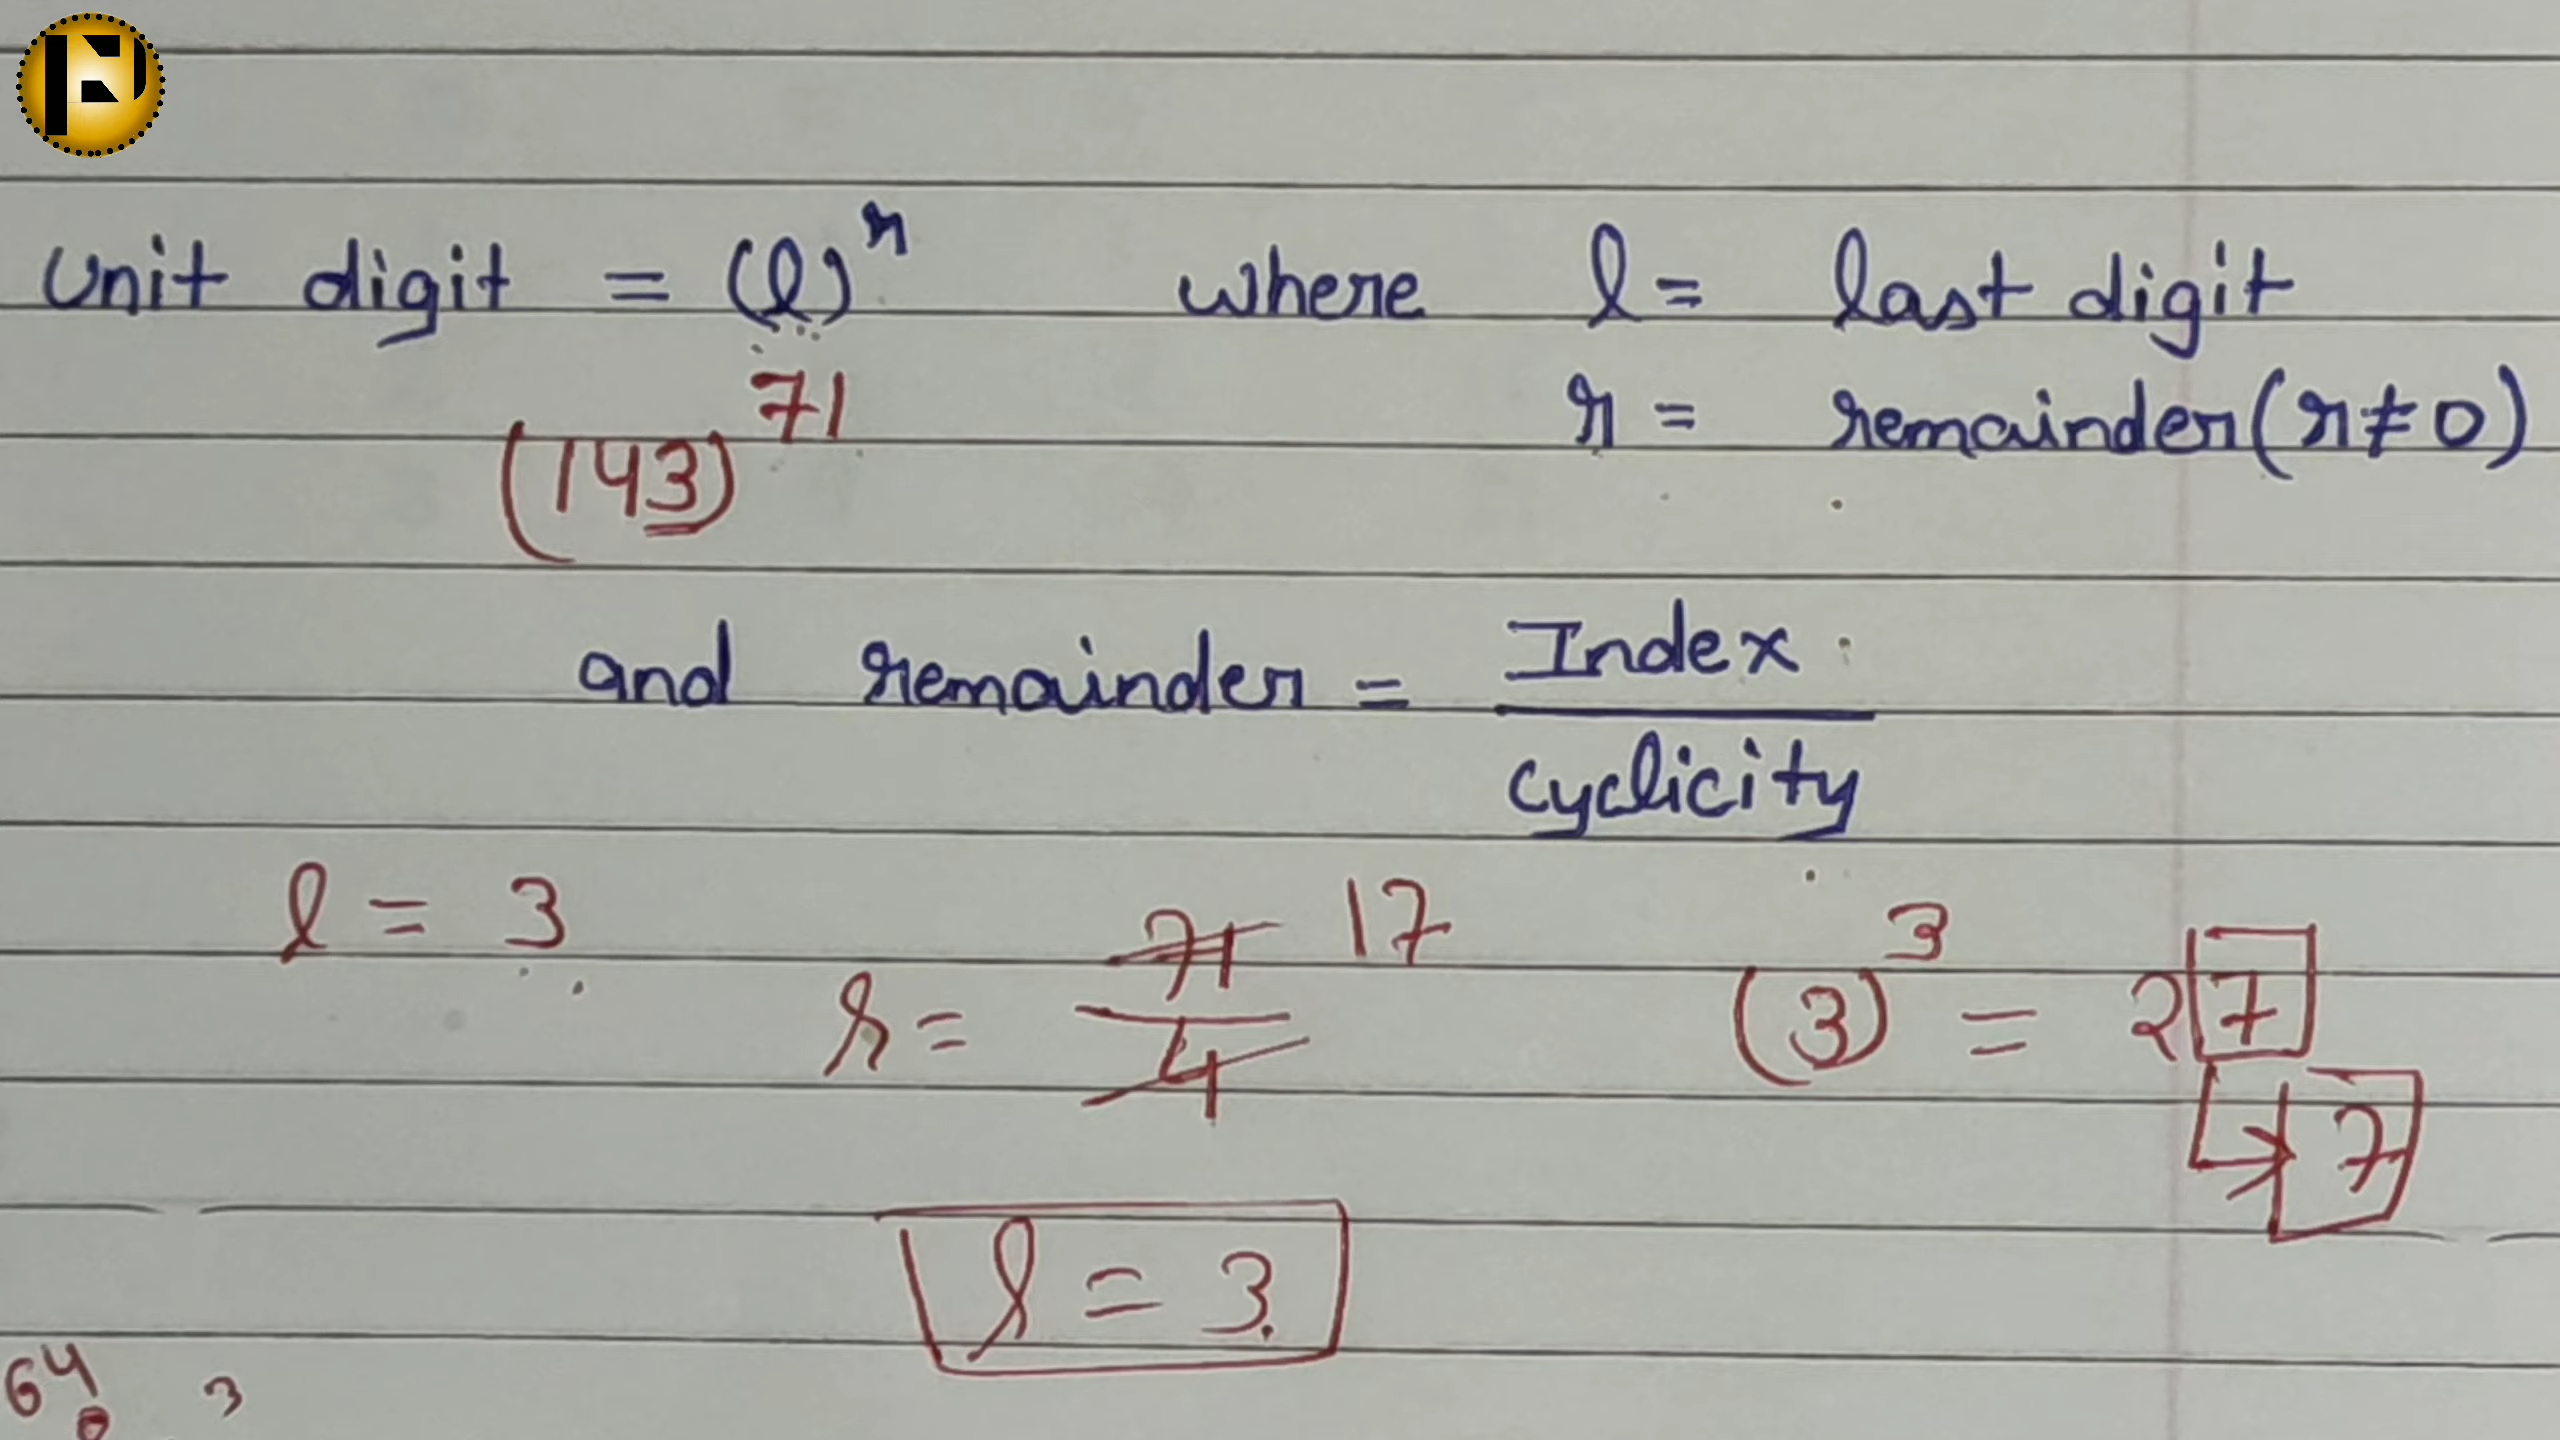 unit digit = (l)^r where l = last digit
(143)^71 r = remainder(r≠0)
and remainder = Index
cyclicity
l = 3
r = 71/4 17 (3)^3 = 27
7
r = 3
64 3